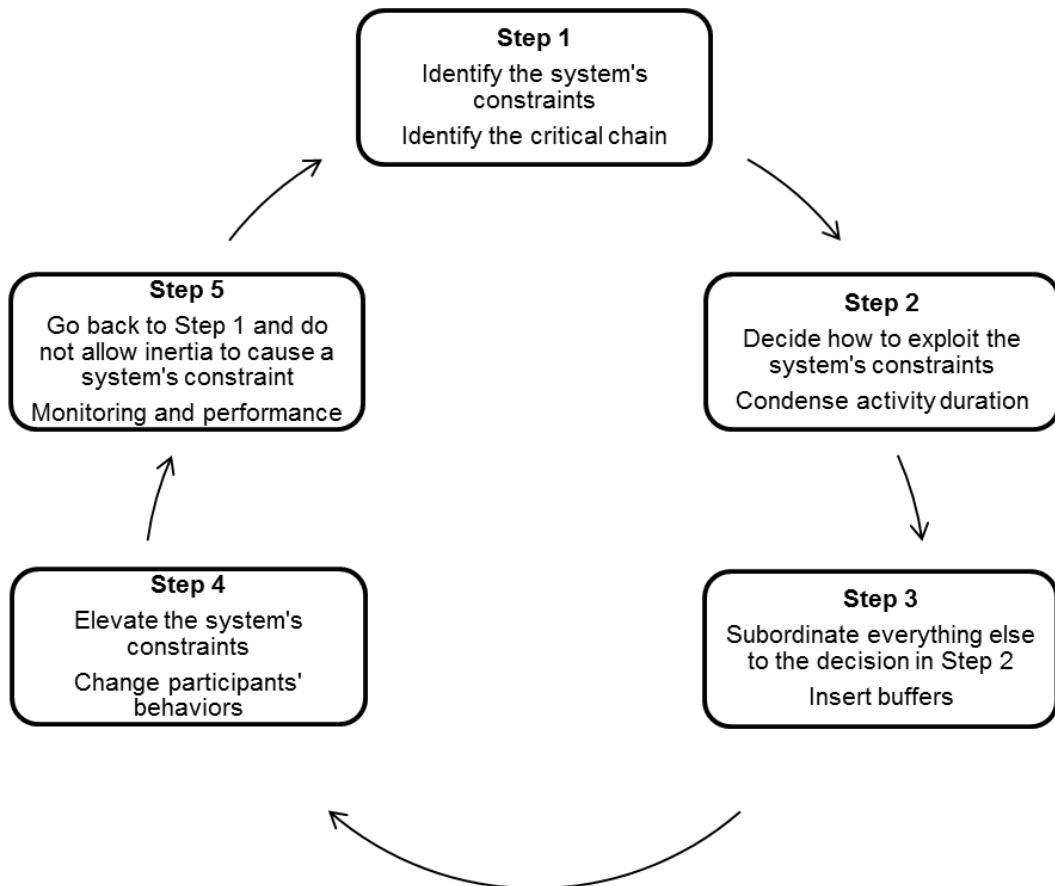 Step 1
Identify the system's
constraints
Identify the critical chain
Step 2
Decide how to exploit the
system's constraints
Condense activity duration
Step 3
Subordinate everything else
to the decision in Step 2
Insert buffers
Step 4
Elevate the system's
constraints
Change participants'
behaviors
Step 5
Go back to Step 1 and do
not allow inertia to cause a
system's constraint
Monitoring and performance